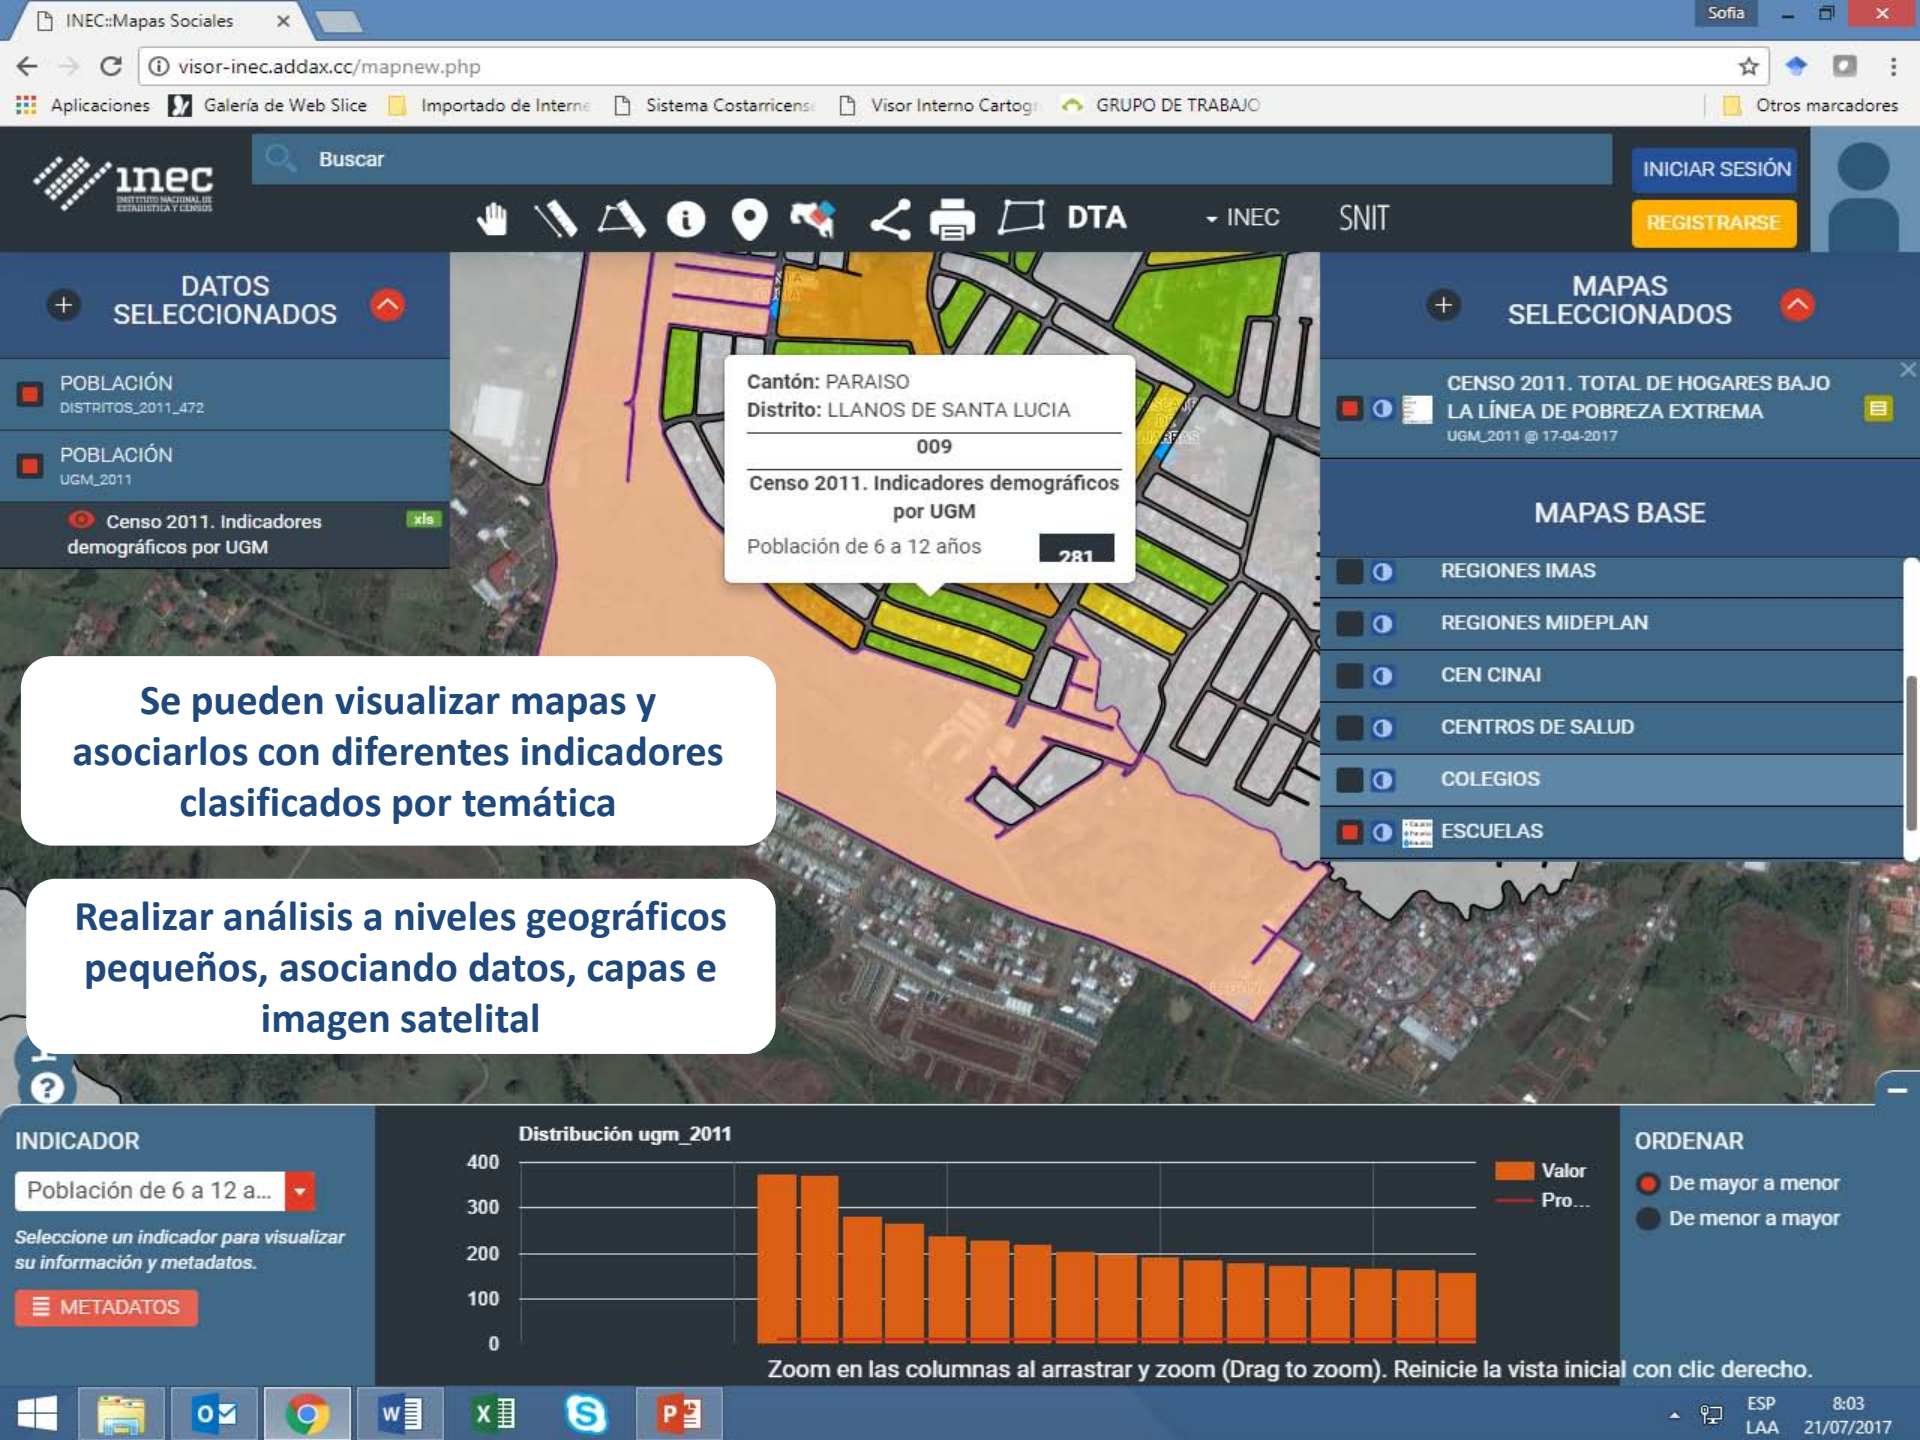 INEC::Mapas Sociales
Sofia
visor-inec.addax.cc/mapnew.php
Aplicaciones
Galería de Web Slice
Importado de Interne
Sistema Costarricens
Visor Interno Cartog
GRUPO DE TRABAJO
Otros marcadores
inec
INSTITUTO NACIONAL DE
ESTADÍSTICA Y CENSOS
Buscar
INICIAR SESIÓN
REGISTRARSE
DTA
INEC
SNIT
DATOS
SELECCIONADOS
POBLACIÓN
DISTRITOS_2011_472
POBLACIÓN
UGM_2011
Censo 2011. Indicadores
demográficos por UGM
xls
Cantón: PARAISO
Distrito: LLANOS DE SANTA LUCIA
009
Censo 2011. Indicadores demográficos
por UGM
Población de 6 a 12 años
281
MAPAS
SELECCIONADOS
CENSO 2011. TOTAL DE HOGARES BAJO
LA LÍNEA DE POBREZA EXTREMA
UGM_2011 @ 17-04-2017
MAPAS BASE
REGIONES IMAS
REGIONES MIDEPLAN
CEN CINAI
CENTROS DE SALUD
COLEGIOS
ESCUELAS
Se pueden visualizar mapas y
asociarlos con diferentes indicadores
clasificados por temática
Realizar análisis a niveles geográficos
pequeños, asociando datos, capas e
imagen satelital
?
INDICADOR
Población de 6 a 12 a...
Seleccione un indicador para visualizar
su información y metadatos.
METADATOS
Distribución ugm_2011
400
300
200
100
0
Valor
Pro...
Zoom en las columnas al arrastrar y zoom (Drag to zoom). Reinicie la vista inicial con clic derecho.
ORDENAR
De mayor a menor
De menor a mayor
ESP
LAA
8:03
21/07/2017